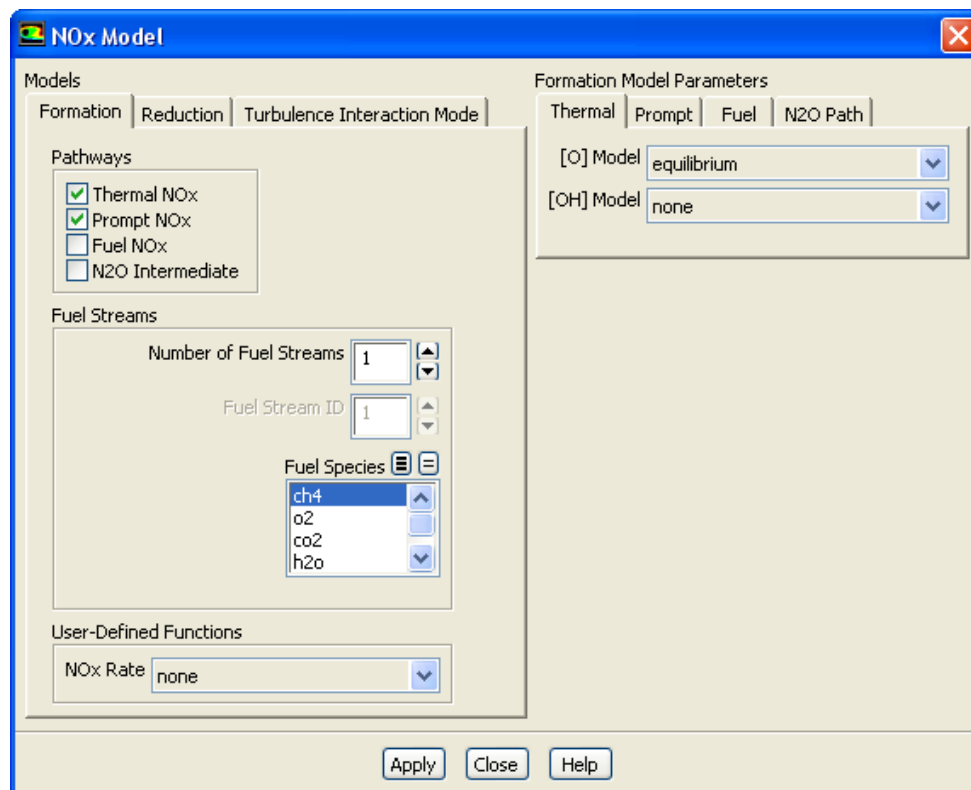 NOx Model
Models
Formation
Reduction
Turbulence Interaction Mode
Pathways
Thermal NOx
Prompt NOx
Fuel NOx
N2O Intermediate
Fuel Streams
Number of Fuel Streams 1
Fuel Stream ID 1
Fuel Species
ch4
o2
co2
h2o
User-Defined Functions
NOx Rate none
Formation Model Parameters
Thermal
Prompt
Fuel
N2O Path
[O] Model equilibrium
[OH] Model none
Apply
Close
Help